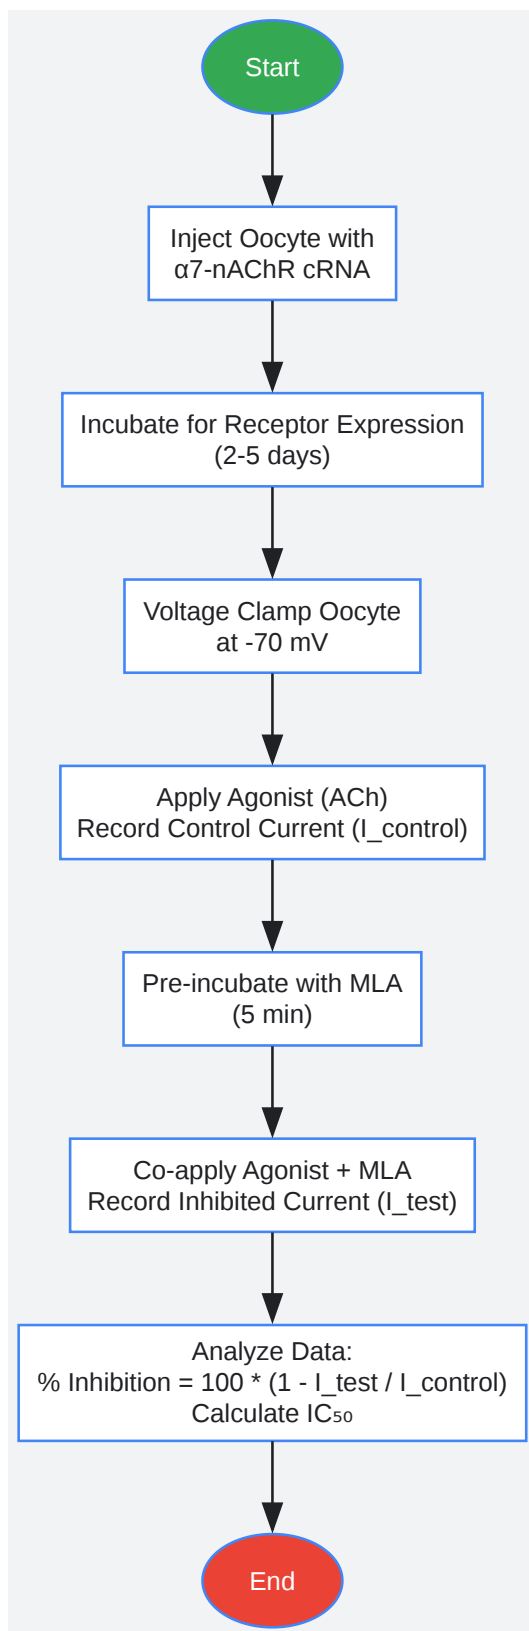 Start
Inject Oocyte with
α7-nAChR cRNA
Incubate for Receptor Expression
(2-5 days)
Voltage Clamp Oocyte
at -70 mV
Apply Agonist (ACh)
Record Control Current (I_control)
Pre-incubate with MLA
(5 min)
Co-apply Agonist + MLA
Record Inhibited Current (I_test)
Analyze Data:
% Inhibition = 100 * (1 - I_test / I_control)
Calculate IC₅₀
End